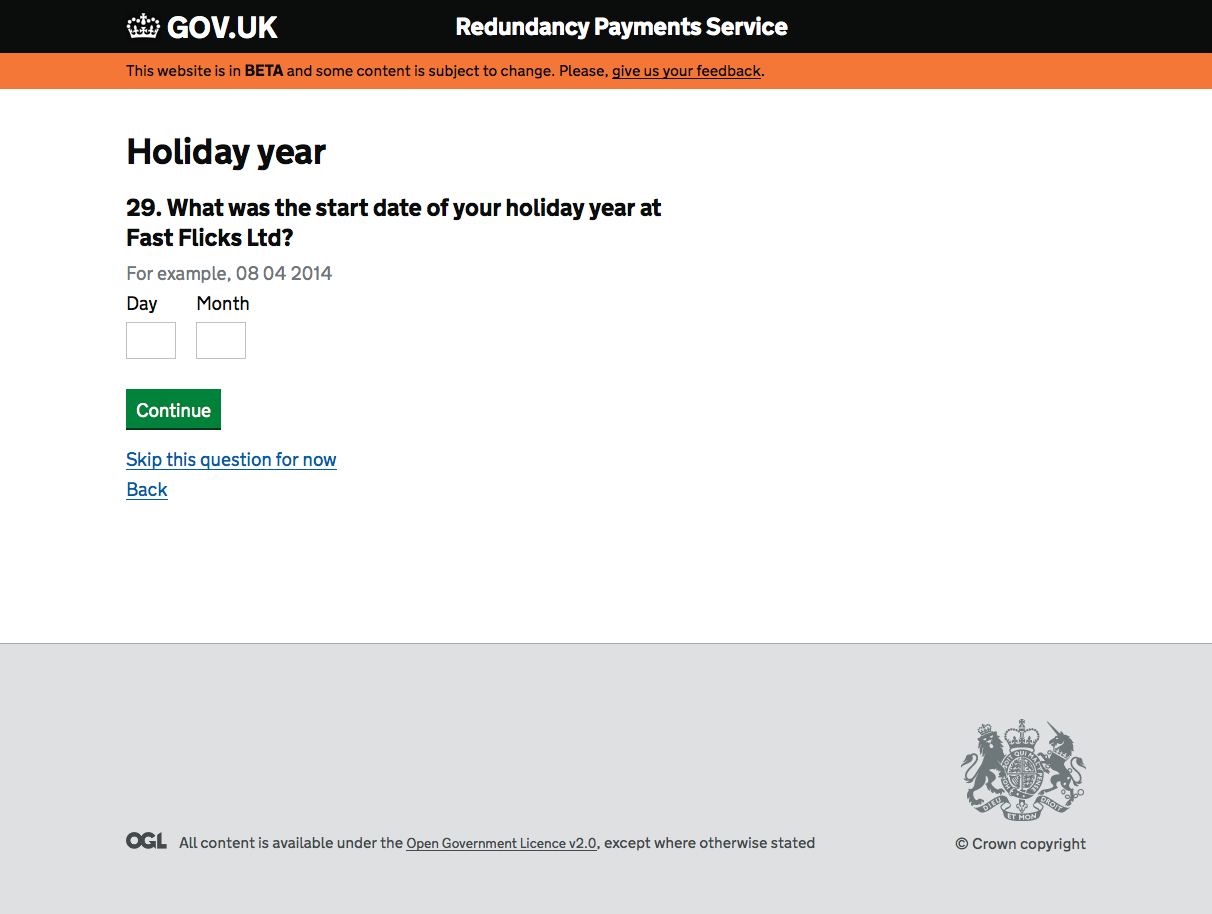 GOV.UK Redundancy Payments Service
This website is in BETA and some content is subject to change. Please, give us your feedback.
Holiday year
29. What was the start date of your holiday year at
Fast Flicks Ltd?
For example, 08 04 2014
Day Month
Continue
Skip this question for now
Back
DIEU ET MON DROIT
OGL All content is available under the Open Government Licence v2.0, except where otherwise stated
© Crown copyright